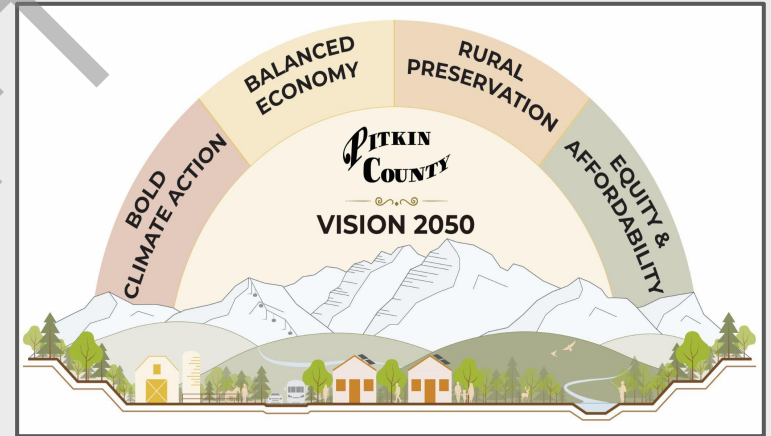 BOLD
CLIMATE ACTION
BALANCED
ECONOMY
RURAL
PRESERVATION
EQUITY &
AFFORDABILITY
PITKIN
COUNTY
VISION 2050